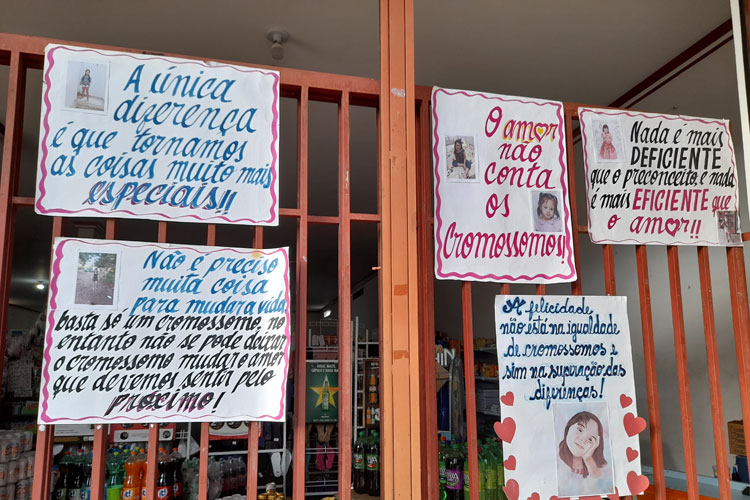 A única
diferença
é que tornamos
as coisas muito mais
especiais!!
Não é preciso
muita coisa
para mudar a vida,
basta só um cromossomo, no
entanto não se pode deixar
o cromossomo mudar o amor
que devemos sentir pelo
próximo!
O amor
não
conta
os
Cromossomos!
Nada é mais
DEFICIENTE
que o preconceito, e nada
é mais EFICIENTE que
o amor!!
A felicidade
não está na igualdade
de cromossomos e
sim na superação das
diferenças!